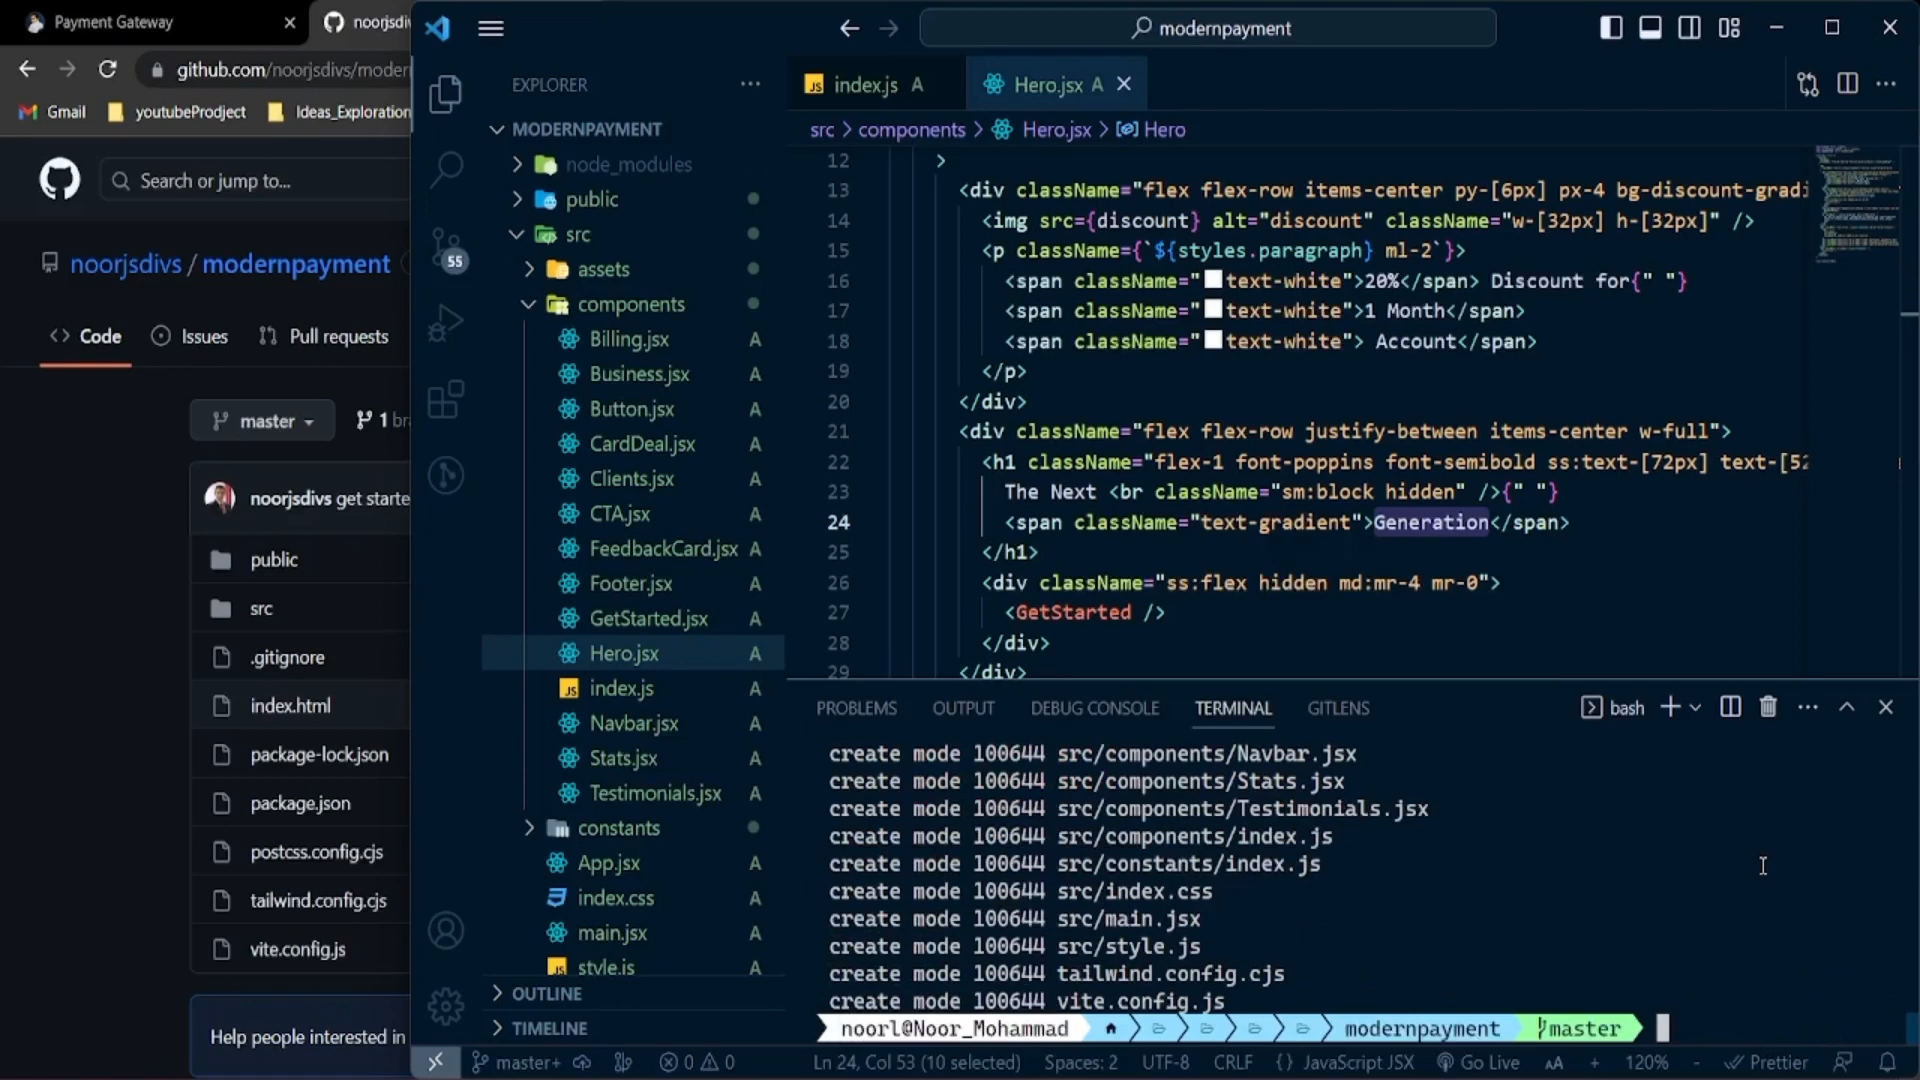 Payment Gateway
noorjsdiv
github.com/noorjsdivs/moder
Gmail
youtubeProdject
Ideas_Exploration
Search or jump to...
noorjsdivs / modernpayment
Code
Issues
Pull requests
master
1 bra
noorjsdivs get starte
public
src
.gitignore
index.html
package-lock.json
package.json
postcss.config.cjs
tailwind.config.cjs
vite.config.js
Help people interested in
modernpayment
EXPLORER
MODERNPAYMENT
node_modules
public
src
assets
components
Billing.jsx A
Business.jsx A
Button.jsx A
CardDeal.jsx A
Clients.jsx A
CTA.jsx A
FeedbackCard.jsx A
Footer.jsx A
GetStarted.jsx A
Hero.jsx A
index.js A
Navbar.jsx A
Stats.jsx A
Testimonials.jsx A
constants
App.jsx A
index.css A
main.jsx A
style.js A
OUTLINE
TIMELINE
55
JS index.js A
Hero.jsx A
src > components > Hero.jsx > Hero
12 >
13 <div className="flex flex-row items-center py-[6px] px-4 bg-discount-gradi
14 <img src={discount} alt="discount" className="w-[32px] h-[32px]" />
15 <p className={`${styles.paragraph} ml-2`}>
16 <span className="text-white">20%</span> Discount for{" "}
17 <span className="text-white">1 Month</span>
18 <span className="text-white"> Account</span>
19 </p>
20 </div>
21 <div className="flex flex-row justify-between items-center w-full">
22 <h1 className="flex-1 font-poppins font-semibold ss:text-[72px] text-[52
23 The Next <br className="sm:block hidden" />{" "}
24 <span className="text-gradient">Generation</span>
25 </h1>
26 <div className="ss:flex hidden md:mr-4 mr-0">
27 <GetStarted />
28 </div>
29 </div>
PROBLEMS OUTPUT DEBUG CONSOLE TERMINAL GITLENS
bash
create mode 100644 src/components/Navbar.jsx
create mode 100644 src/components/Stats.jsx
create mode 100644 src/components/Testimonials.jsx
create mode 100644 src/components/index.js
create mode 100644 src/constants/index.js
create mode 100644 src/index.css
create mode 100644 src/main.jsx
create mode 100644 src/style.js
create mode 100644 tailwind.config.cjs
create mode 100644 vite.config.js
noorl@Noor_Mohammad modernpayment master
master+ 0 0 Ln 24, Col 53 (10 selected) Spaces: 2 UTF-8 CRLF {} JavaScript JSX Go Live AA + 120% - Prettier